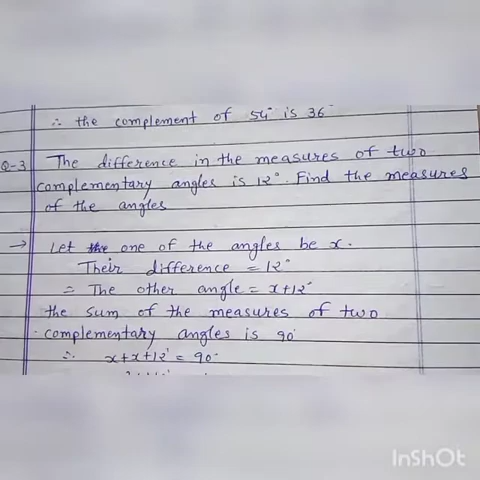 ∴ the complement of 54° is 36°
Q-3 The difference in the measures of two
complementary angles is 12°. Find the measures
of the angles
→ Let the one of the angles be x.
Their difference = 12°
= The other angle = x+12°
the sum of the measures of two
complementary angles is 90°
∴ x+x+12° = 90°
InShOt